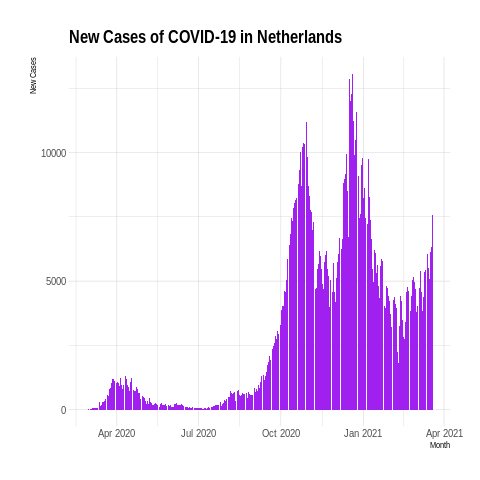 New Cases of COVID-19 in Netherlands
New Cases
10000
5000
0
Apr 2020
Jul 2020
Oct 2020
Jan 2021
Apr 2021
Month